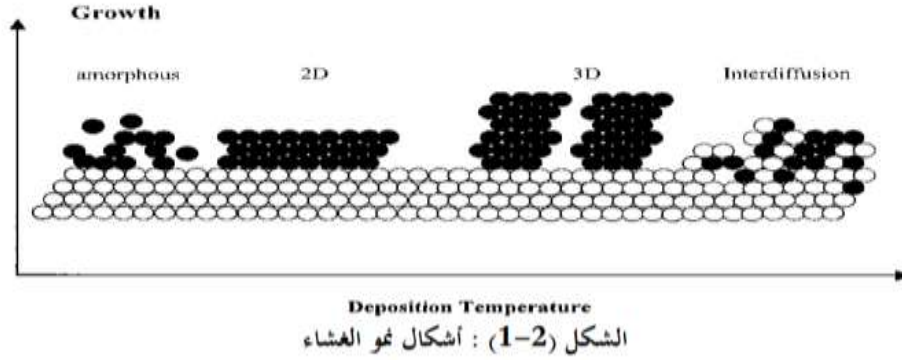 Growth
amorphous 2D 3D Interdiffusion
Deposition Temperature
الشكل (2-1) : أشكال نمو الغشاء